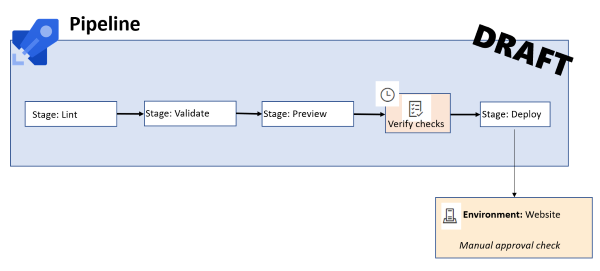 Pipeline
DRAFT
Stage: Lint
Stage: Validate
Stage: Preview
Verify checks
Stage: Deploy
Environment: Website
Manual approval check